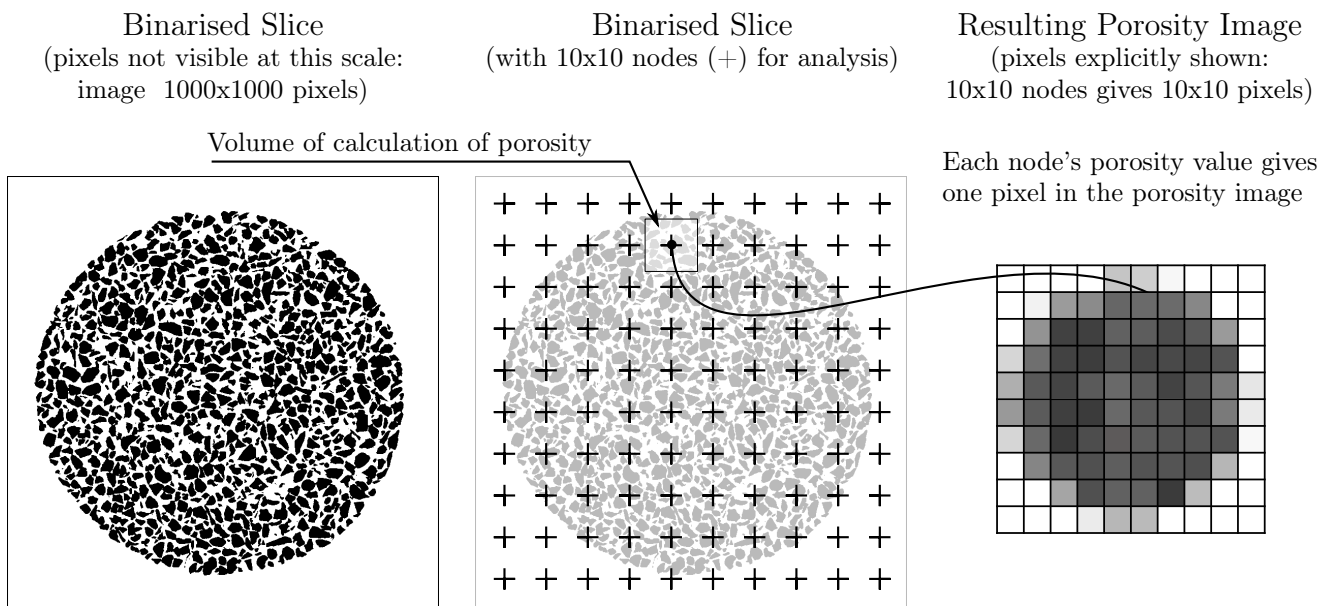 Binarised Slice
(pixels not visible at this scale:
image 1000x1000 pixels)
Binarised Slice
(with 10x10 nodes (+) for analysis)
Resulting Porosity Image
(pixels explicitly shown:
10x10 nodes gives 10x10 pixels)
Volume of calculation of porosity
Each node's porosity value gives
one pixel in the porosity image